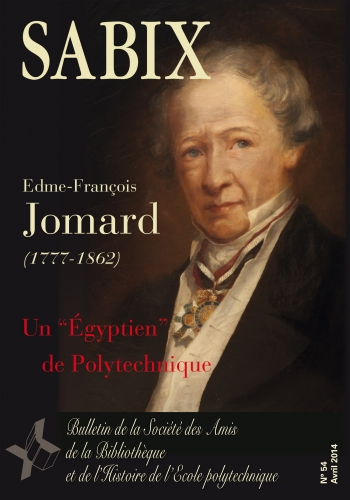 SABIX
Edme-François
Jomard
(1777-1862)
Un “Égyptien”
de Polytechnique
Bulletin de la Société des Amis
de la Bibliothèque
et de l'Histoire de l'Ecole polytechnique
N° 54
Avril 2014